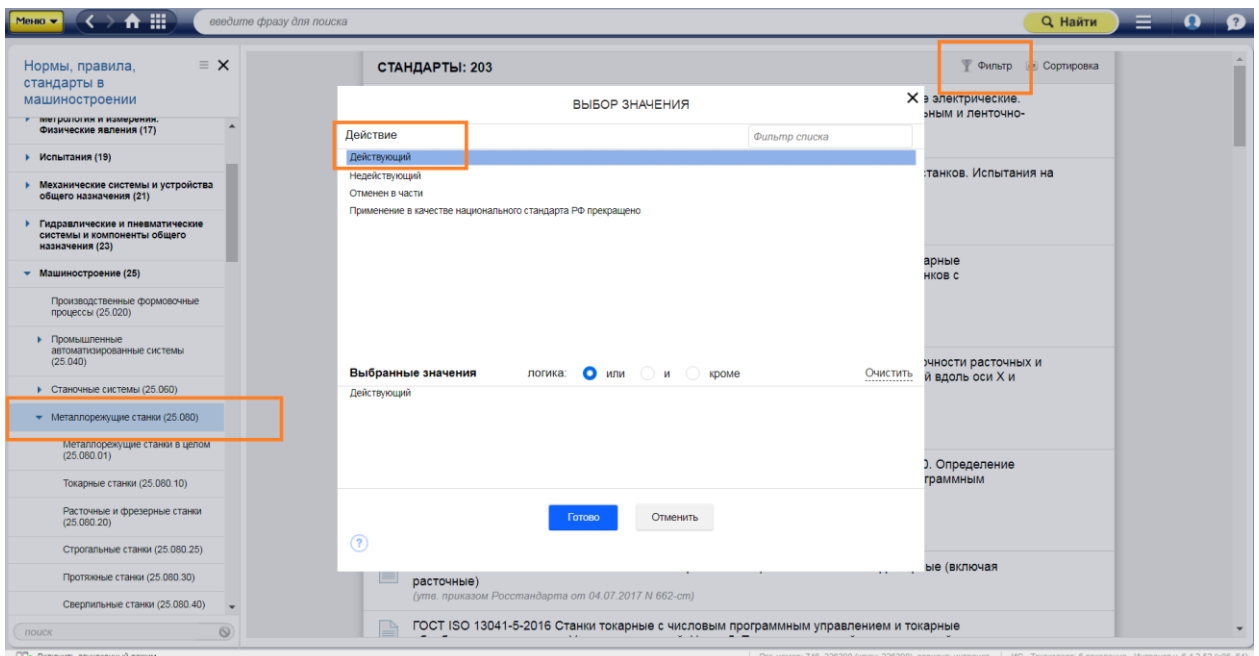 Меню
введите фразу для поиска
Найти
Нормы, правила,
стандарты в
машиностроении
Метрология и измерения.
Физические явления (17)
Испытания (19)
Механические системы и устройства
общего назначения (21)
Гидравлические и пневматические
системы и компоненты общего
назначения (23)
Машиностроение (25)
Производственные формовочные
процессы (25.020)
Промышленные
автоматизированные системы
(25.040)
Станочные системы (25.060)
Металлорежущие станки (25.080)
Металлорежущие станки в целом
(25.080.01)
Токарные станки (25.080.10)
Расточные и фрезерные станки
(25.080.20)
Строгальные станки (25.080.25)
Протяжные станки (25.080.30)
Сверлильные станки (25.080.40)
поиск
СТАНДАРТЫ: 203
Фильтр
Сортировка
ВЫБОР ЗНАЧЕНИЯ
Действие
Фильтр списка
Действующий
Недействующий
Отменен в части
Применение в качестве национального стандарта РФ прекращено
Выбранные значения логика: или и кроме Очистить
Действующий
Готово
Отменить
е электрические.
ьным и ленточно-
станков. Испытания на
арные
нков с
очности расточных и
й вдоль оси X и
0. Определение
граммным
ые (включая
расточные)
(утв. приказом Росстандарта от 04.07.2017 N 662-ст)
ГОСТ ISO 13041-5-2016 Станки токарные с числовым программным управлением и токарные